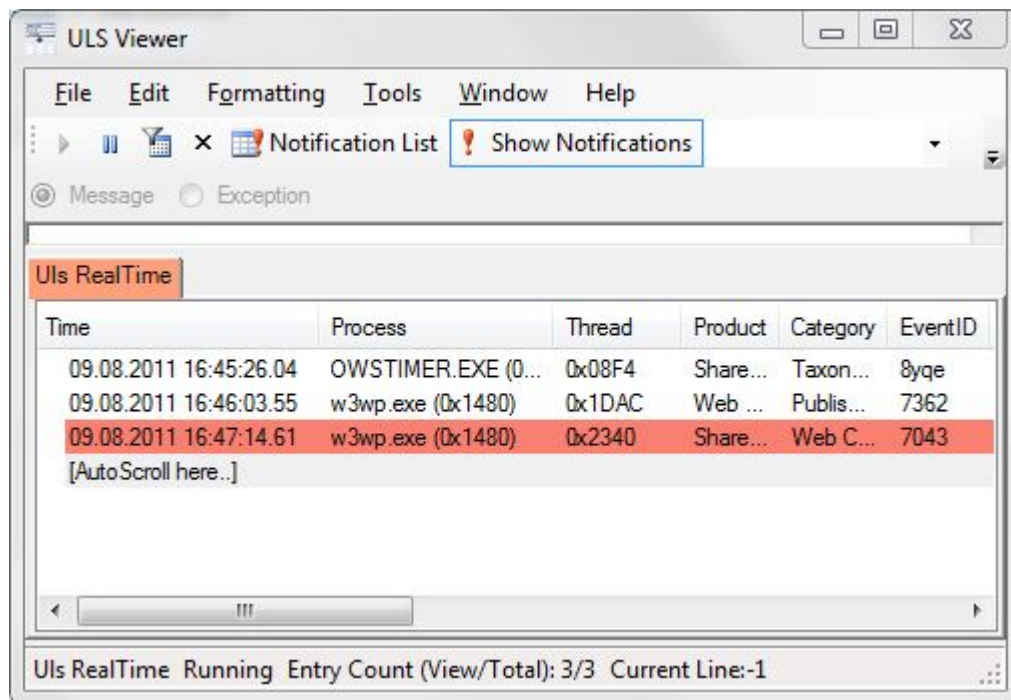 ULS Viewer
File Edit Formatting Tools Window Help
Notification List Show Notifications
Message Exception
Uls RealTime
Time Process Thread Product Category EventID
09.08.2011 16:45:26.04 OWSTIMER.EXE (0... 0x08F4 Share... Taxon... 8yqe
09.08.2011 16:46:03.55 w3wp.exe (0x1480) 0x1DAC Web ... Publis... 7362
09.08.2011 16:47:14.61 w3wp.exe (0x1480) 0x2340 Share... Web C... 7043
[AutoScroll here..]
Uls RealTime Running Entry Count (View/Total): 3/3 Current Line:-1